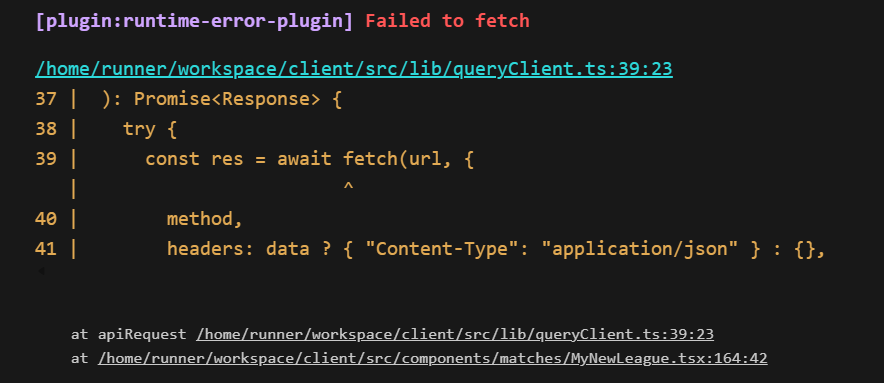 [plugin:runtime-error-plugin] Failed to fetch
/home/runner/workspace/client/src/lib/queryClient.ts:39:23
37 |  ): Promise<Response> {
38 |    try {
39 |      const res = await fetch(url, {
   |                        ^
40 |        method,
41 |        headers: data ? { "Content-Type": "application/json" } : {},
at apiRequest /home/runner/workspace/client/src/lib/queryClient.ts:39:23
at /home/runner/workspace/client/src/components/matches/MyNewLeague.tsx:164:42